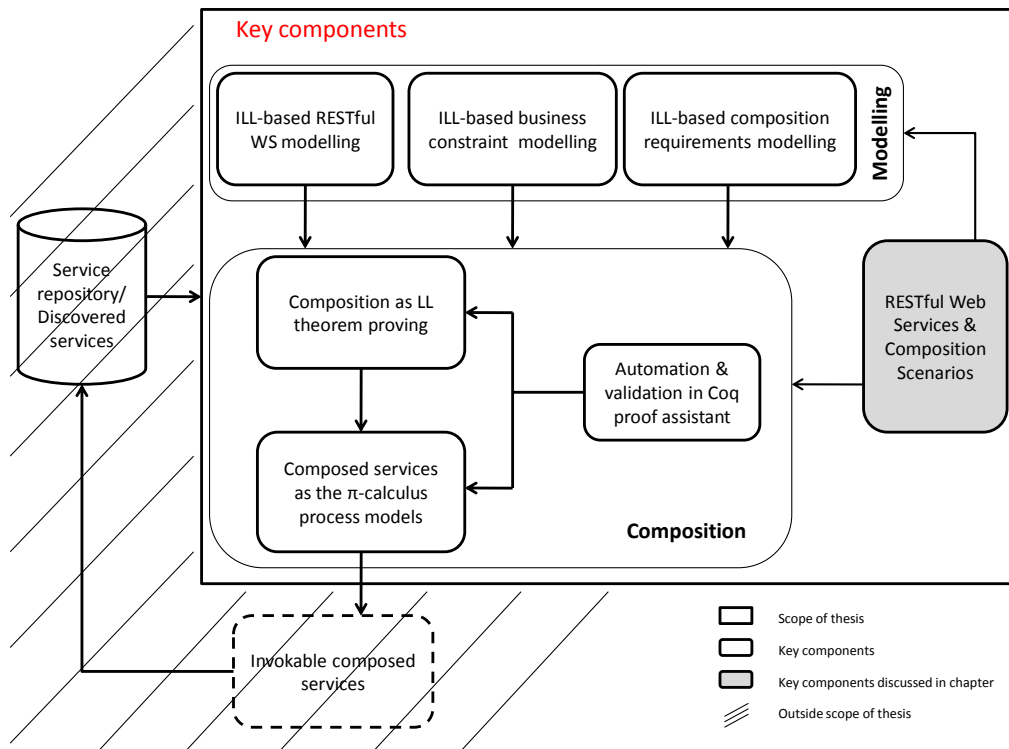 Key components
ILL-based RESTful
WS modelling
ILL-based business
constraint modelling
ILL-based composition
requirements modelling
Modelling
Service
repository/
Discovered
services
Composition as LL
theorem proving
Automation &
validation in Coq
proof assistant
RESTful Web
Services &
Composition
Scenarios
Composed services
as the π-calculus
process models
Composition
Invokable composed
services
Scope of thesis
Key components
Key components discussed in chapter
Outside scope of thesis